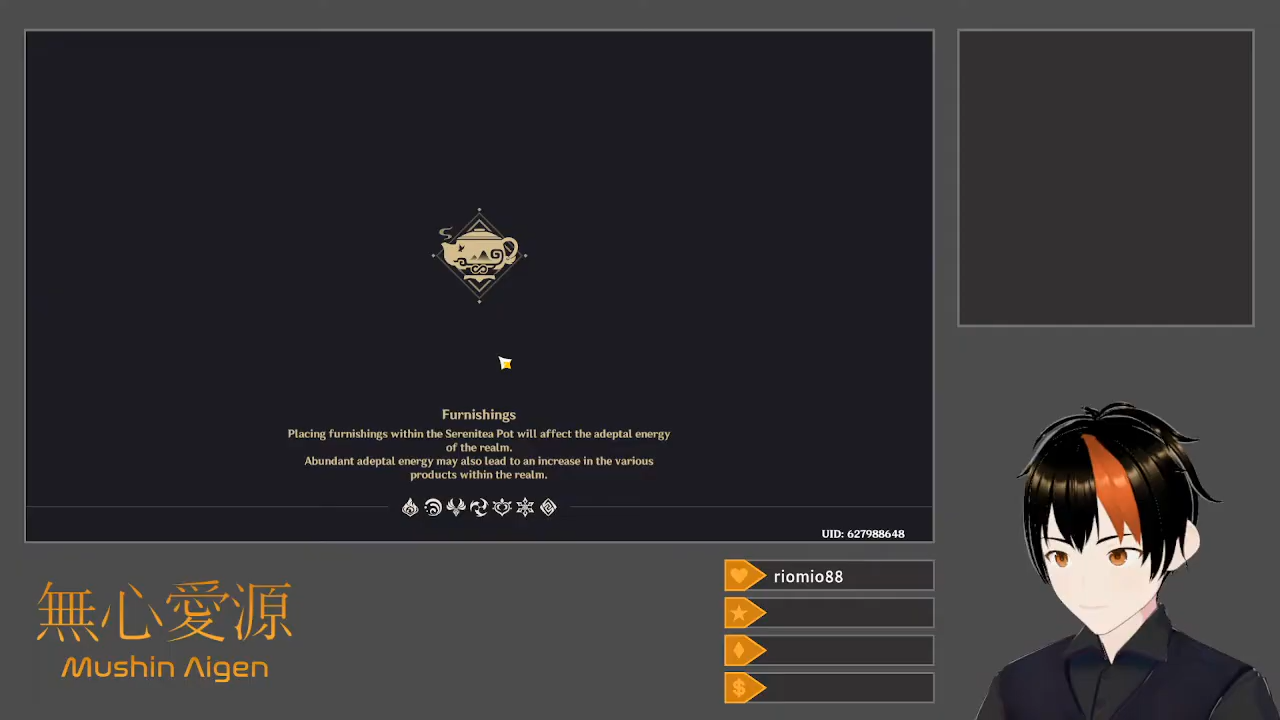 Furnishings
Placing furnishings within the Serenitea Pot will affect the adeptal energy
of the realm.
Abundant adeptal energy may also lead to an increase in the various
products within the realm.
UID: 627988648
無心愛源
Mushin Aigen
riomio88